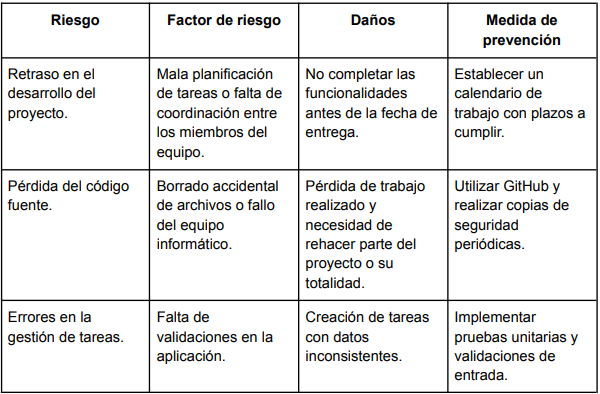 Riesgo
Factor de riesgo
Daños
Medida de
prevención
Retraso en el
desarrollo del
proyecto.
Mala planificación
de tareas o falta de
coordinación entre
los miembros del
equipo.
No completar las
funcionalidades
antes de la fecha de
entrega.
Establecer un
calendario de
trabajo con plazos a
cumplir.
Pérdida del código
fuente.
Borrado accidental
de archivos o fallo
del equipo
informático.
Pérdida de trabajo
realizado y
necesidad de
rehacer parte del
proyecto o su
totalidad.
Utilizar GitHub y
realizar copias de
seguridad
periódicas.
Errores en la
gestión de tareas.
Falta de
validaciones en la
aplicación.
Creación de tareas
con datos
inconsistentes.
Implementar
pruebas unitarias y
validaciones de
entrada.